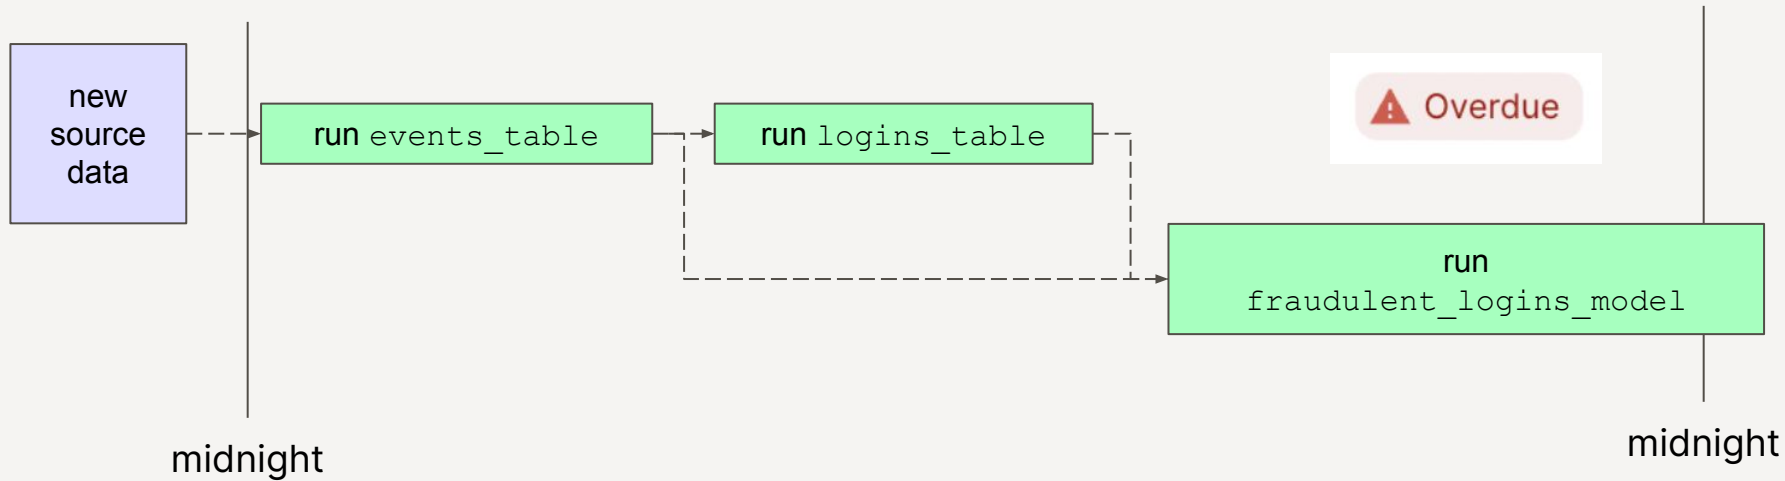 new
source
data
run events_table
run logins_table
Overdue
run
fraudulent_logins_model
midnight
midnight